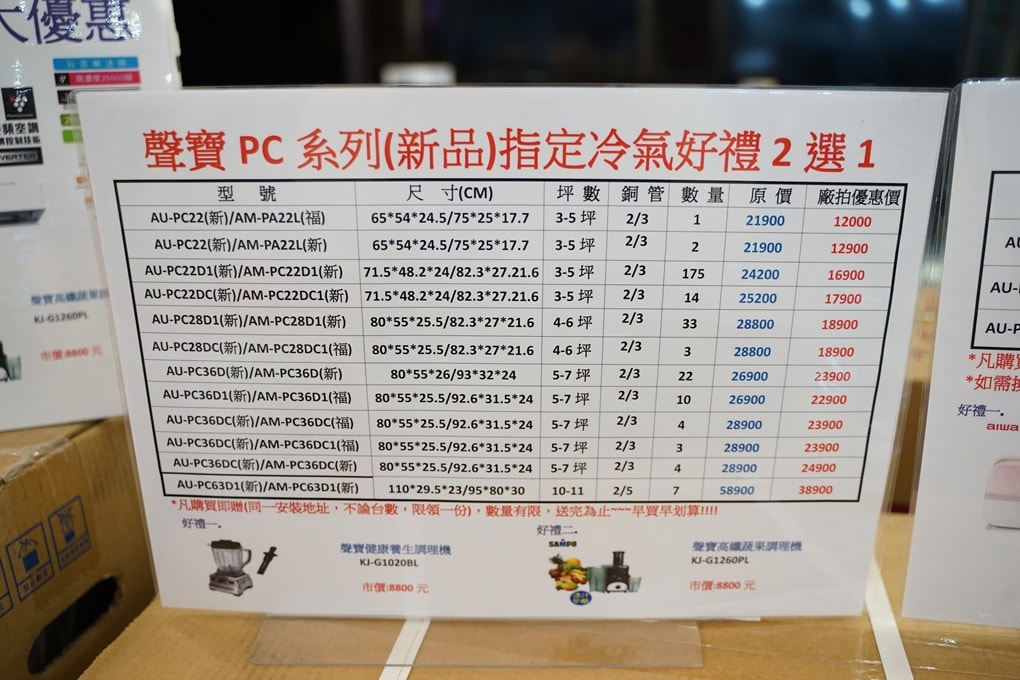 大優惠
變頻空調
INVERTER
聲寶高纖蔬果調
KJ-G1260PL
市價:8800 元
聲寶 PC 系列(新品)指定冷氣好禮 2 選 1
型 號 尺 寸(CM) 坪 數 銅 管 數 量 原 價 廠拍優惠價
AU-PC22(新)/AM-PA22L(福) 65*54*24.5/75*25*17.7 3-5 坪 2/3 1 21900 12000
AU-PC22(新)/AM-PA22L(新) 65*54*24.5/75*25*17.7 3-5 坪 2/3 2 21900 12900
AU-PC22D1(新)/AM-PC22D1(新) 71.5*48.2*24/82.3*27.21.6 3-5 坪 2/3 175 24200 16900
AU-PC22DC(新)/AM-PC22DC1(新) 71.5*48.2*24/82.3*27.21.6 3-5 坪 2/3 14 25200 17900
AU-PC28D1(新)/AM-PC28D1(新) 80*55*25.5/82.3*27*21.6 4-6 坪 2/3 33 28800 18900
AU-PC28DC(新)/AM-PC28DC1(福) 80*55*25.5/82.3*27*21.6 4-6 坪 2/3 3 28800 18900
AU-PC36D(新)/AM-PC36D(新) 80*55*26/93*32*24 5-7 坪 2/3 22 26900 23900
AU-PC36D1(新)/AM-PC36D1(福) 80*55*25.5/92.6*31.5*24 5-7 坪 2/3 10 26900 22900
AU-PC36DC(新)/AM-PC36DC(福) 80*55*25.5/92.6*31.5*24 5-7 坪 2/3 4 28900 23900
AU-PC36DC(新)/AM-PC36DC1(福) 80*55*25.5/92.6*31.5*24 5-7 坪 2/3 3 28900 23900
AU-PC36DC(新)/AM-PC36DC(新) 80*55*25.5/92.6*31.5*24 5-7 坪 2/3 4 28900 24900
AU-PC63D1(新)/AM-PC63D1(新) 110*29.5*23/95*80*30 10-11 2/5 7 58900 38900
*凡購買即贈(同一安裝地址，不論台數，限領一份)，數量有限，送完為止~~~早買早划算!!!!
好禮一.
聲寶健康養生調理機
KJ-G1020BL
市價:8800 元
好禮二.
SAMPO
聲寶高纖蔬果調理機
KJ-G1260PL
市價:8800 元
AU
AU-
AU-P
*凡購買
*如需換
好禮一.
aiwa